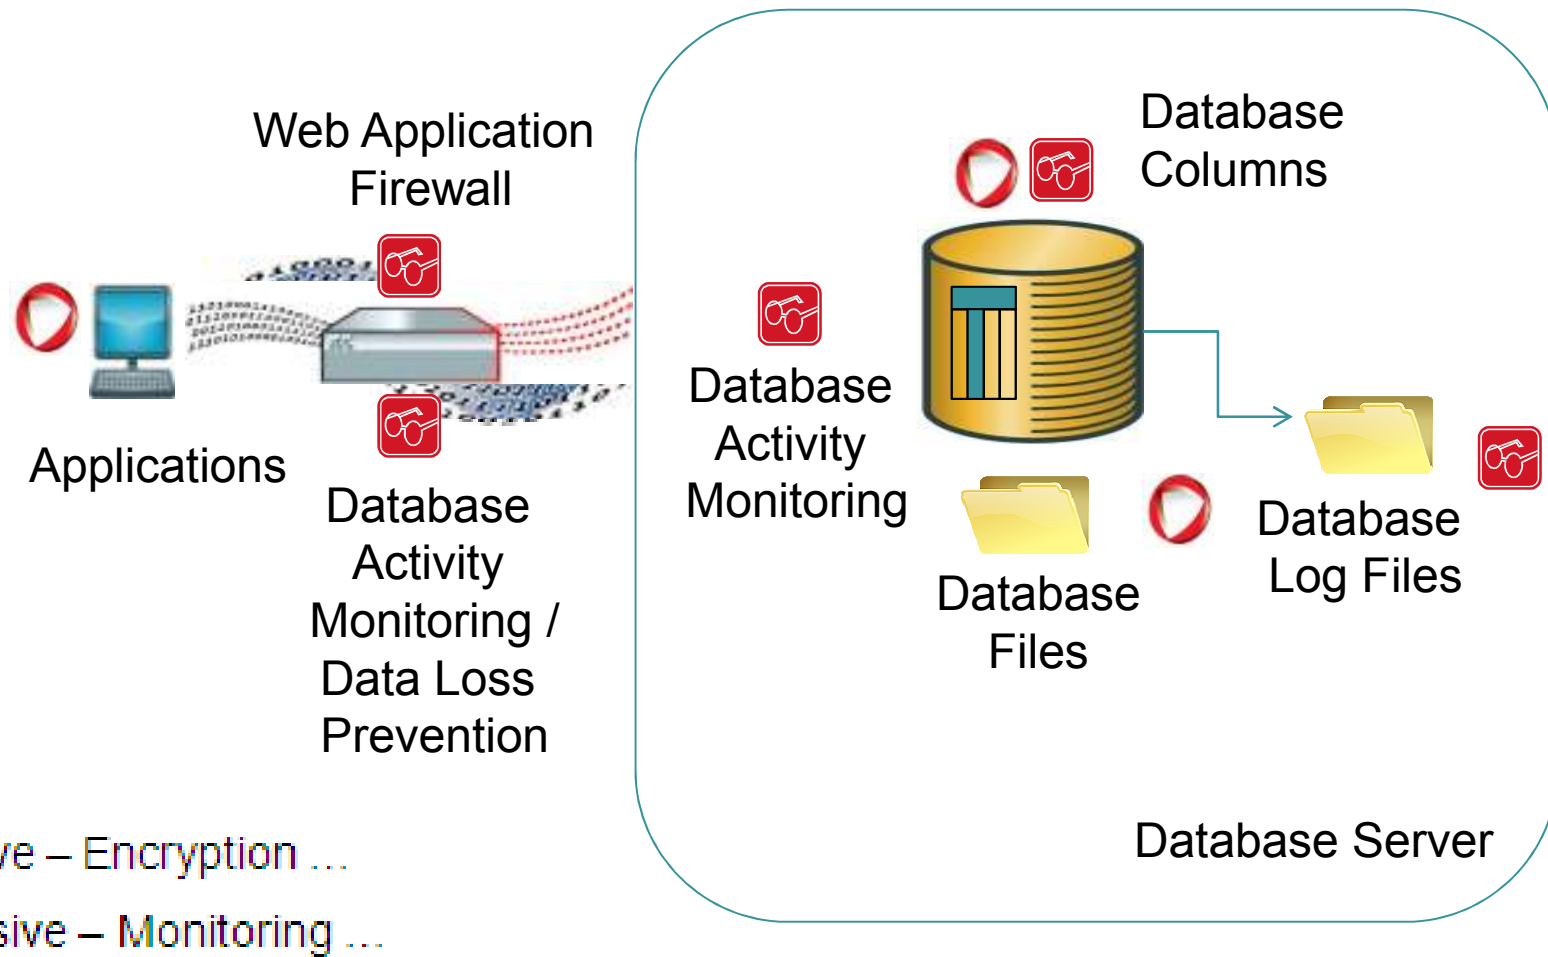 Web Application
Firewall
Applications
Database
Activity
Monitoring /
Data Loss
Prevention
Database
Columns
Database
Activity
Monitoring
Database
Files
Database
Log Files
Database Server
– Encryption ...
– Monitoring ...